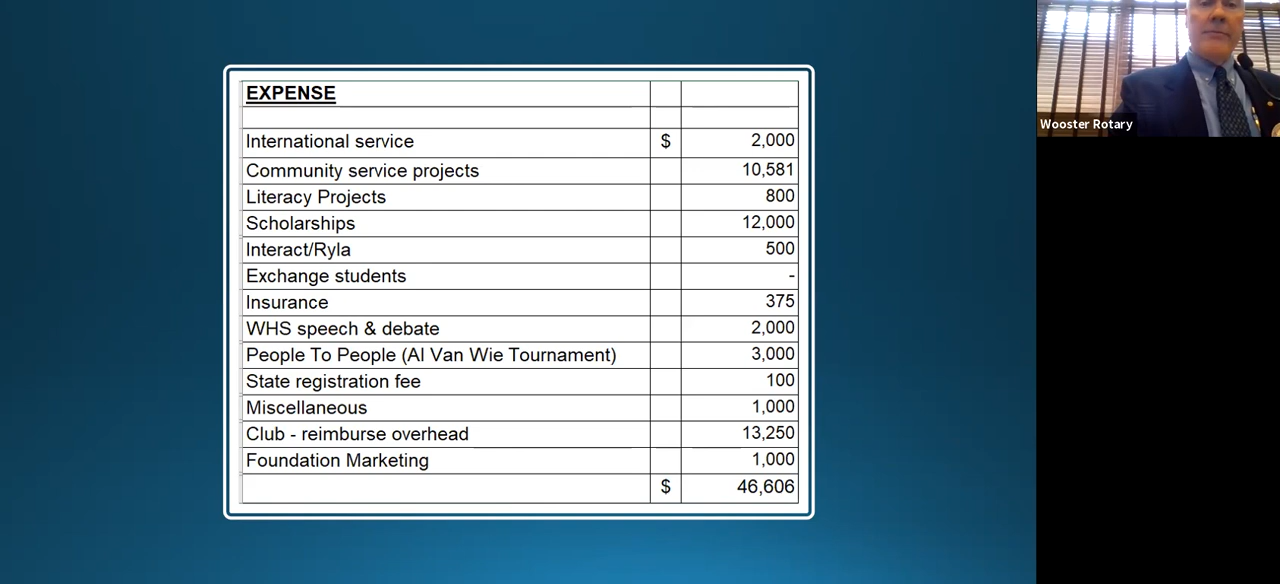 EXPENSE
International service $ 2,000
Community service projects 10,581
Literacy Projects 800
Scholarships 12,000
Interact/Ryla 500
Exchange students -
Insurance 375
WHS speech & debate 2,000
People To People (Al Van Wie Tournament) 3,000
State registration fee 100
Miscellaneous 1,000
Club - reimburse overhead 13,250
Foundation Marketing 1,000
$ 46,606
Wooster Rotary